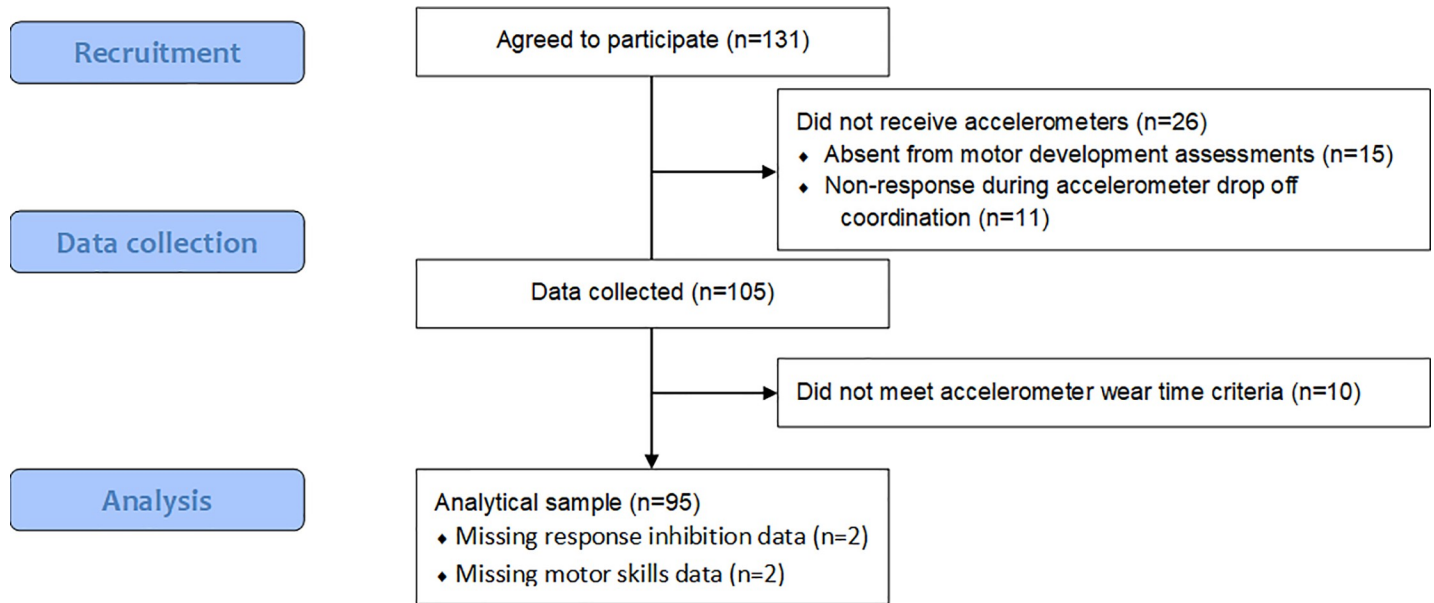 Recruitment
Agreed to participate (n=131)
Did not receive accelerometers (n=26)
⬥ Absent from motor development assessments (n=15)
⬥ Non-response during accelerometer drop off
coordination (n=11)
Data collection
Data collected (n=105)
Did not meet accelerometer wear time criteria (n=10)
Analysis
Analytical sample (n=95)
⬥ Missing response inhibition data (n=2)
⬥ Missing motor skills data (n=2)